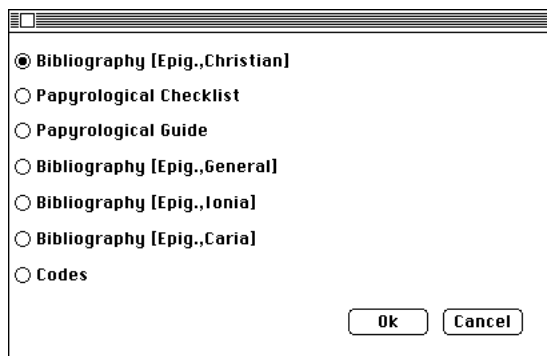 Bibliography [Epig.,Christian]
Papyrological Checklist
Papyrological Guide
Bibliography [Epig.,General]
Bibliography [Epig.,Ionia]
Bibliography [Epig.,Caria]
Codes
Ok Cancel